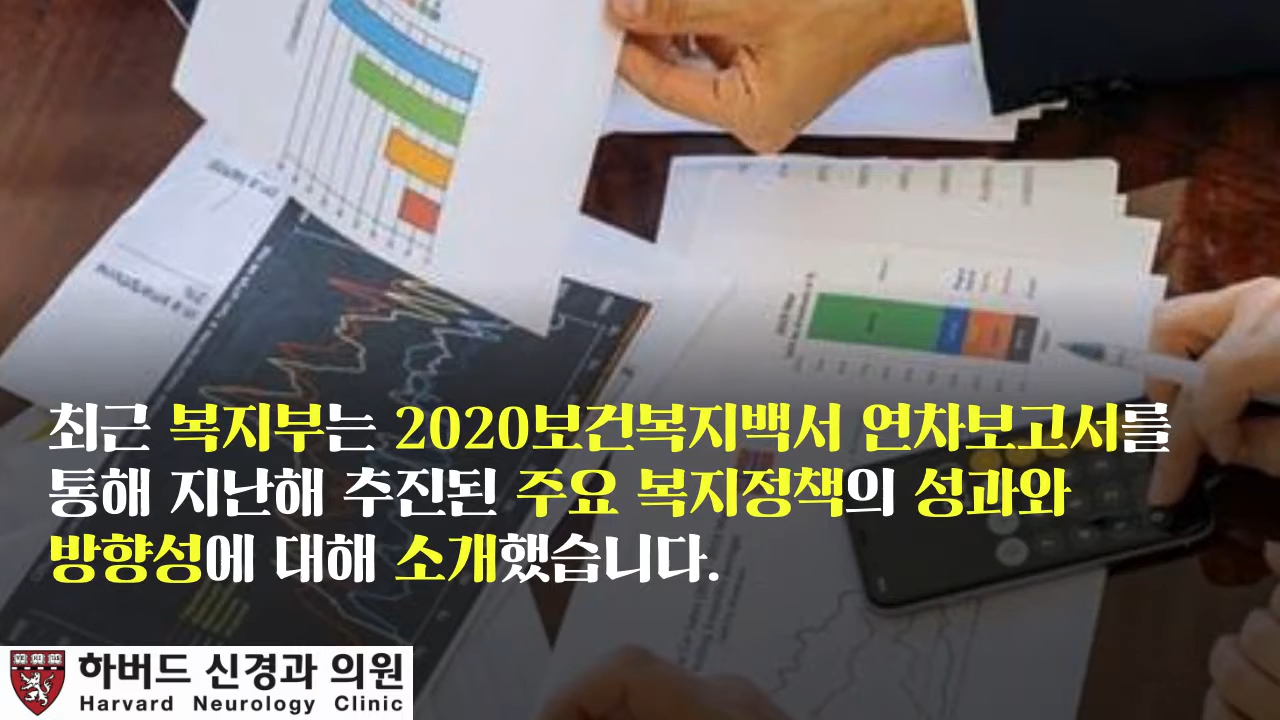 최근 복지부는 2020보건복지백서 연차보고서를
통해 지난해 추진된 주요 복지정책의 성과와
방향성에 대해 소개했습니다.
하버드 신경과 의원
Harvard Neurology Clinic